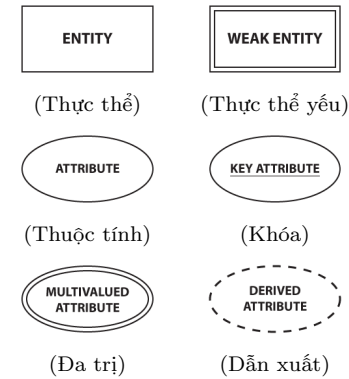 ENTITY
WEAK ENTITY
(Thực thể)
(Thực thể yếu)
ATTRIBUTE
KEY ATTRIBUTE
(Thuộc tính)
(Khóa)
MULTIVALUED
ATTRIBUTE
DERIVED
ATTRIBUTE
(Đa trị)
(Dẫn xuất)